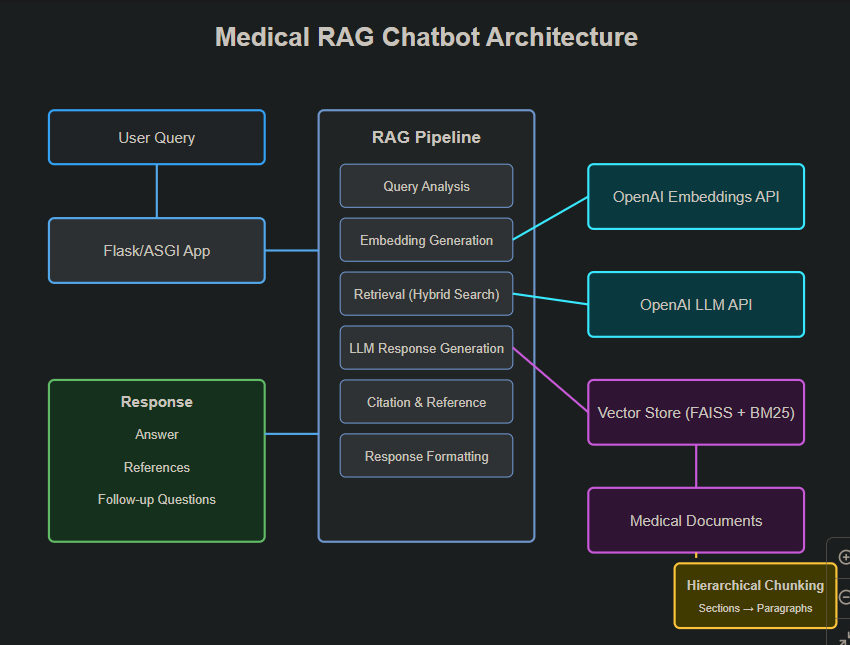 Medical RAG Chatbot Architecture
User Query
Flask/ASGI App
RAG Pipeline
Query Analysis
Embedding Generation
Retrieval (Hybrid Search)
LLM Response Generation
Citation & Reference
Response Formatting
OpenAI Embeddings API
OpenAI LLM API
Vector Store (FAISS + BM25)
Medical Documents
Hierarchical Chunking
Sections → Paragraphs
Response
Answer
References
Follow-up Questions